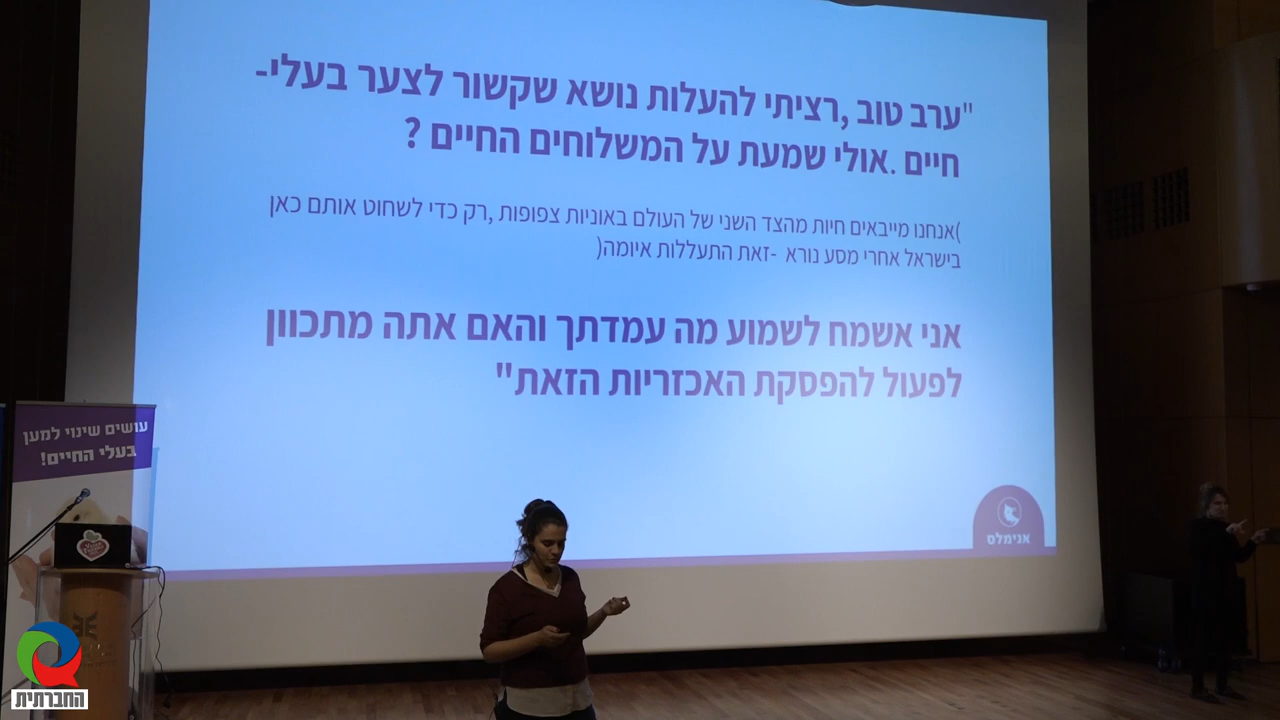 "ערב טוב ,רציתי להעלות נושא שקשור לצער בעלי-
חיים .אולי שמעת על המשלוחים החיים ?
)אנחנו מייבאים חיות מהצד השני של העולם באוניות צפופות ,רק כדי לשחוט אותם כאן
בישראל אחרי מסע נורא -זאת התעללות איומה(
אני אשמח לשמוע מה עמדתך והאם אתה מתכוון
לפעול להפסקת האכזריות הזאת"
אנימלס
עושים שינוי למען
בעלי החיים!
החברתית